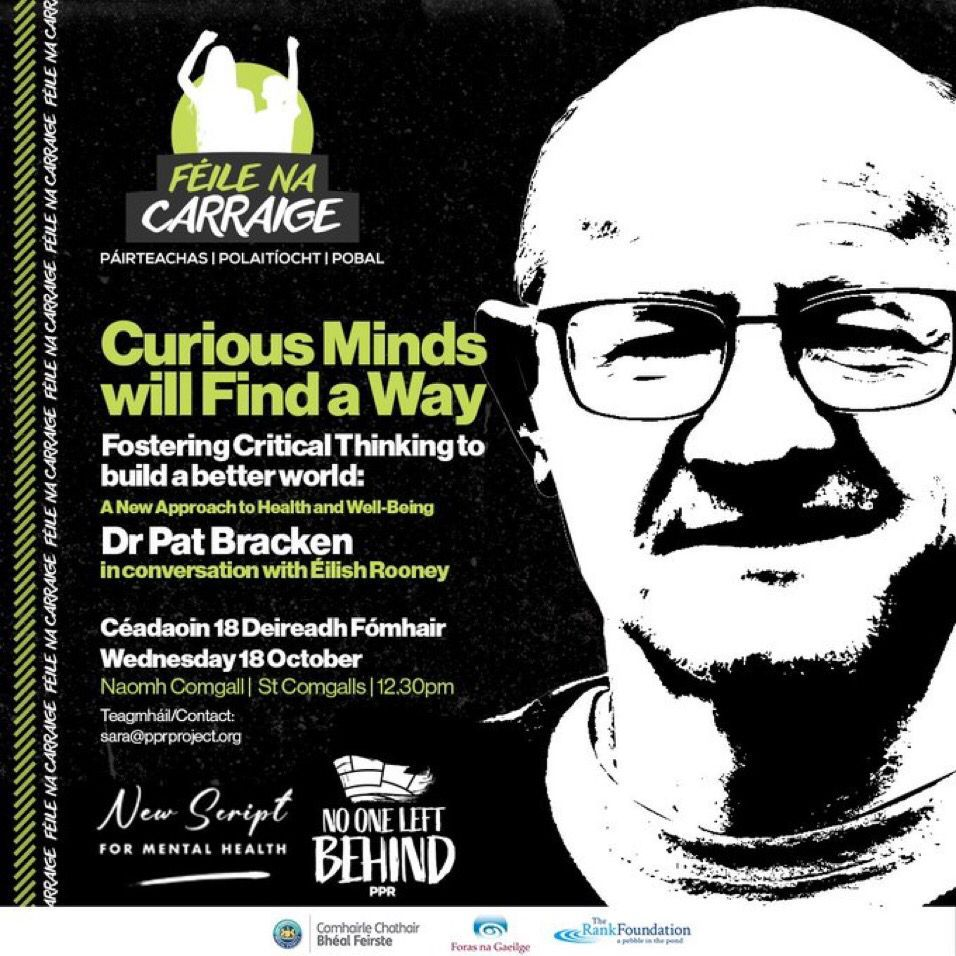 FÉILE NA
CARRAIGE
PÁIRTEACHAS | POLAITÍOCHT | POBAL
Curious Minds
will Find a Way
Fostering Critical Thinking to
build a better world:
A New Approach to Health and Well-Being
Dr Pat Bracken
in conversation with Éilish Rooney
Céadaoin 18 Deireadh Fómhair
Wednesday 18 October
Naomh Comgall | St Comgalls | 12.30pm
Teagmháil/Contact:
sara@pprproject.org
New Script
FOR MENTAL HEALTH
NO ONE LEFT
BEHIND
PPR
Comhairle Chathair
Bhéal Feirste
Foras na Gaeilge
The
RankFoundation
a pebble in the pond
FÉILE NA CARRAIGE FÉILE NA CARRAIGE FÉILE NA CARRAIGE FÉILE NA CARRAIGE FÉILE NA CARRAIGE FÉILE NA CARRAIGE